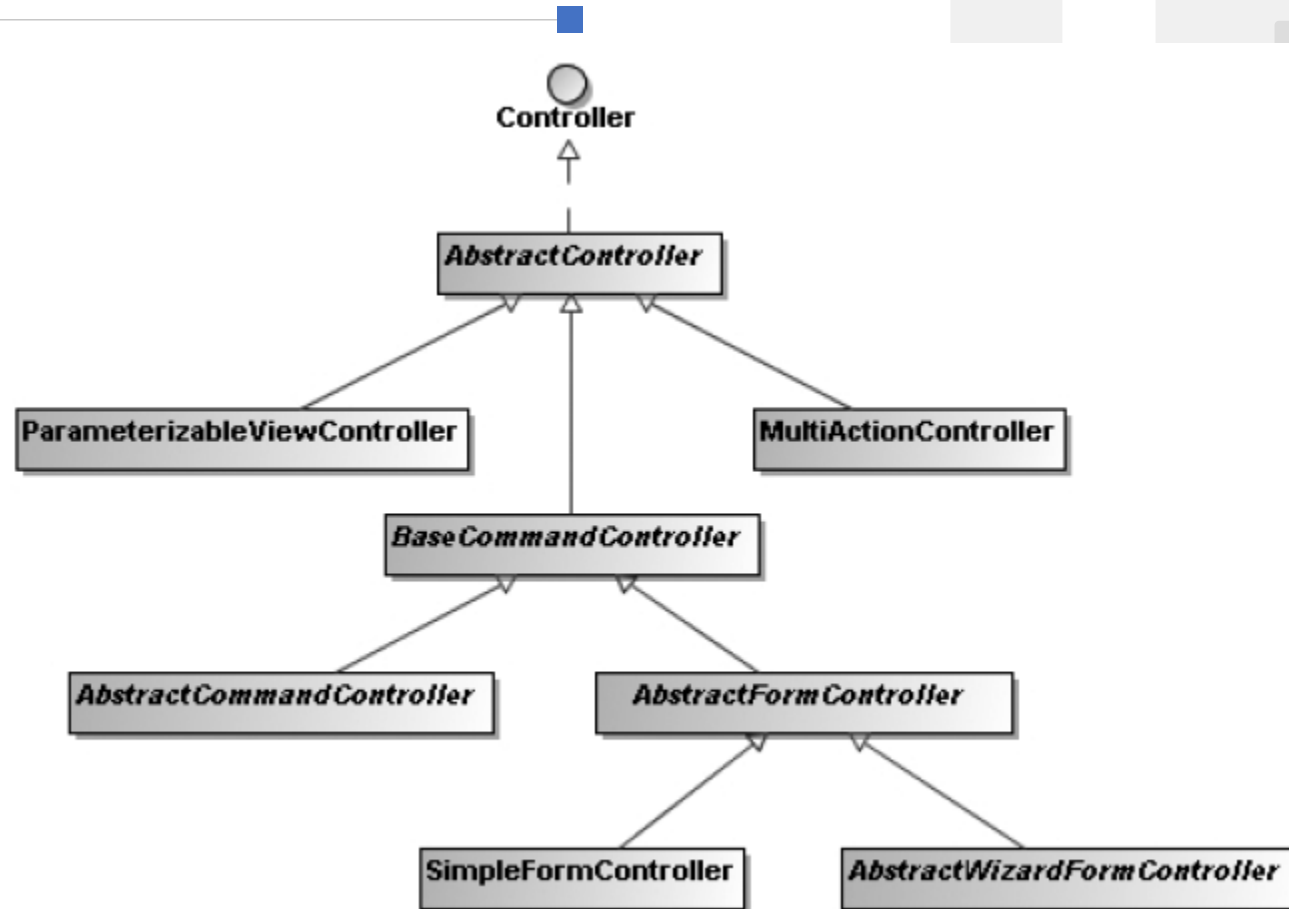 Controller
AbstractController
ParameterizableViewController
MultiActionController
BaseCommandController
AbstractCommandController
AbstractFormController
SimpleFormController
AbstractWizardFormController